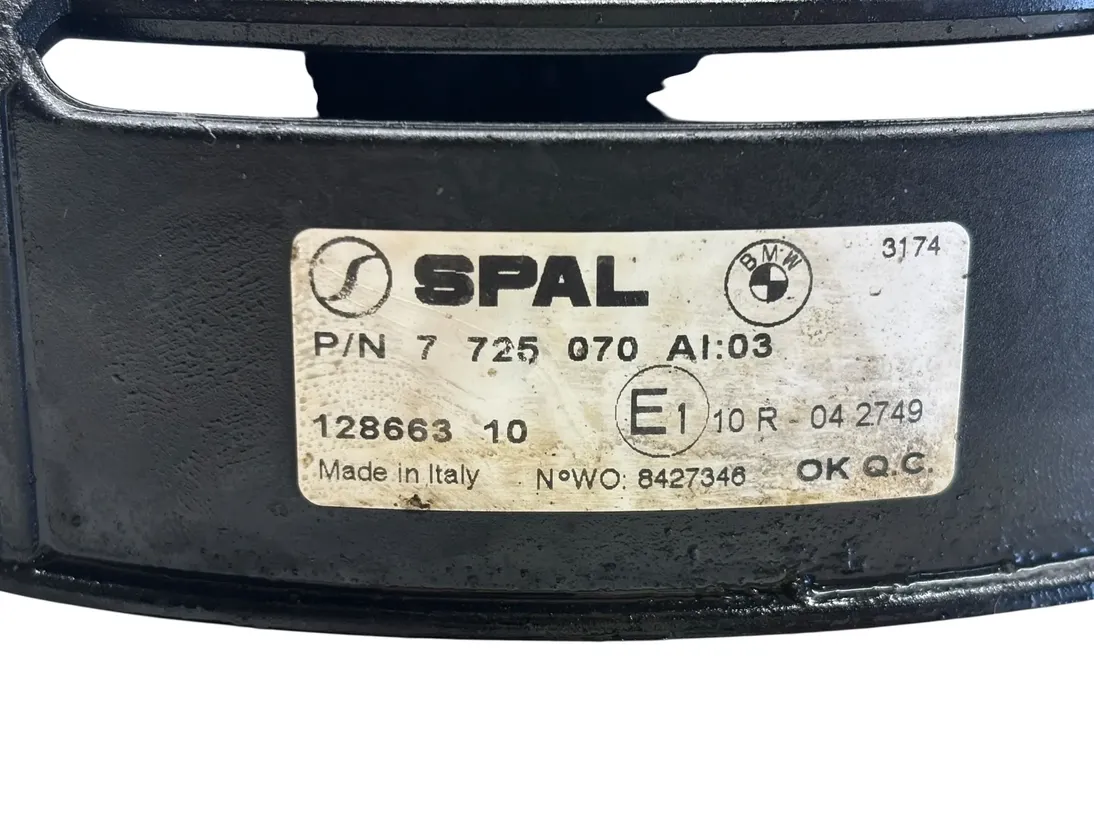 SPAL BMW 3174
P/N 7 725 070 AI:03
128663 10 E1 10 R - 04 2749
Made in Italy N°WO: 8427346 OK Q.C.